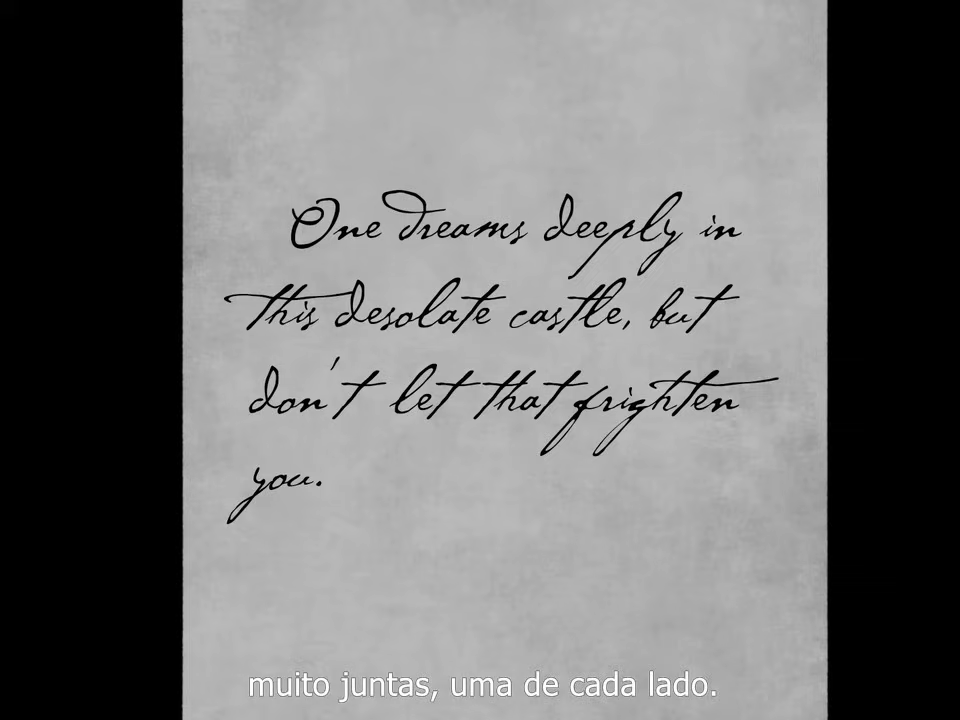 One dreams deeply in
this desolate castle, but
don't let that frighten
you.
muito juntas, uma de cada lado.